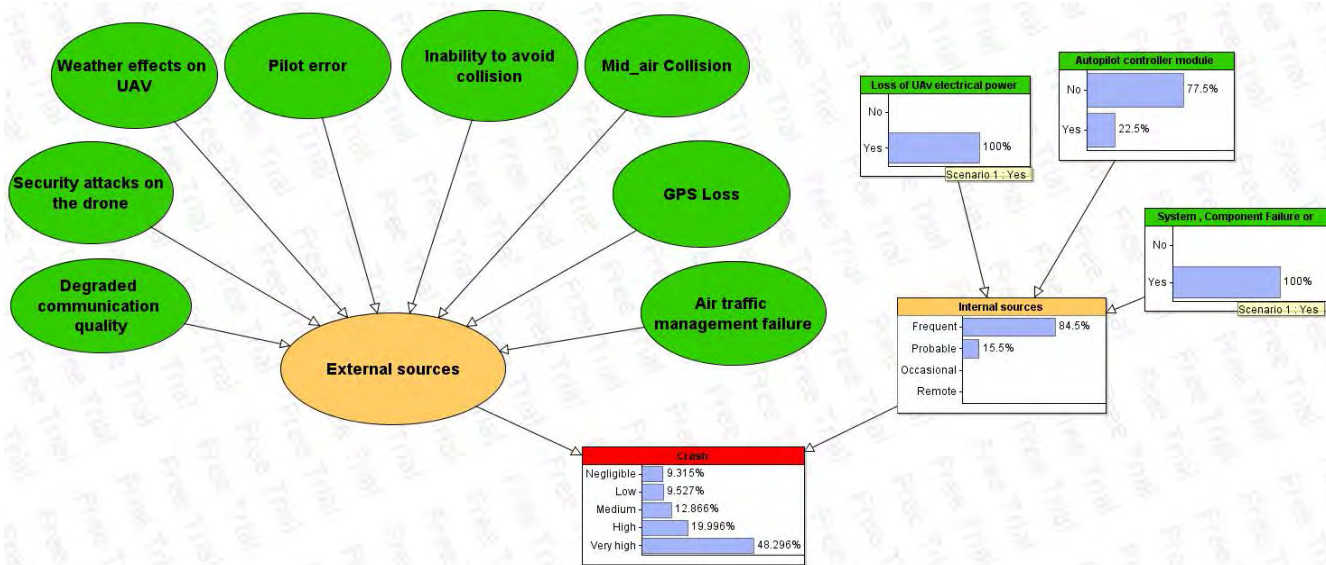 Weather effects on
UAV
Pilot error
Inability to avoid
collision
Mid_air Collision
Security attacks on
the drone
GPS Loss
Degraded
communication
quality
Air traffic
management failure
External sources
Loss of UAv electrical power
No
Yes
100%
Scenario 1 : Yes
Autopilot controller module
No
77.5%
Yes
22.5%
System , Component Failure or
No
Yes
100%
Scenario 1 : Yes
Internal sources
Frequent
84.5%
Probable
15.5%
Occasional
Remote
Crash
Negligible
9.315%
Low
9.527%
Medium
12.866%
High
19.996%
Very high
48.296%
Free Trial